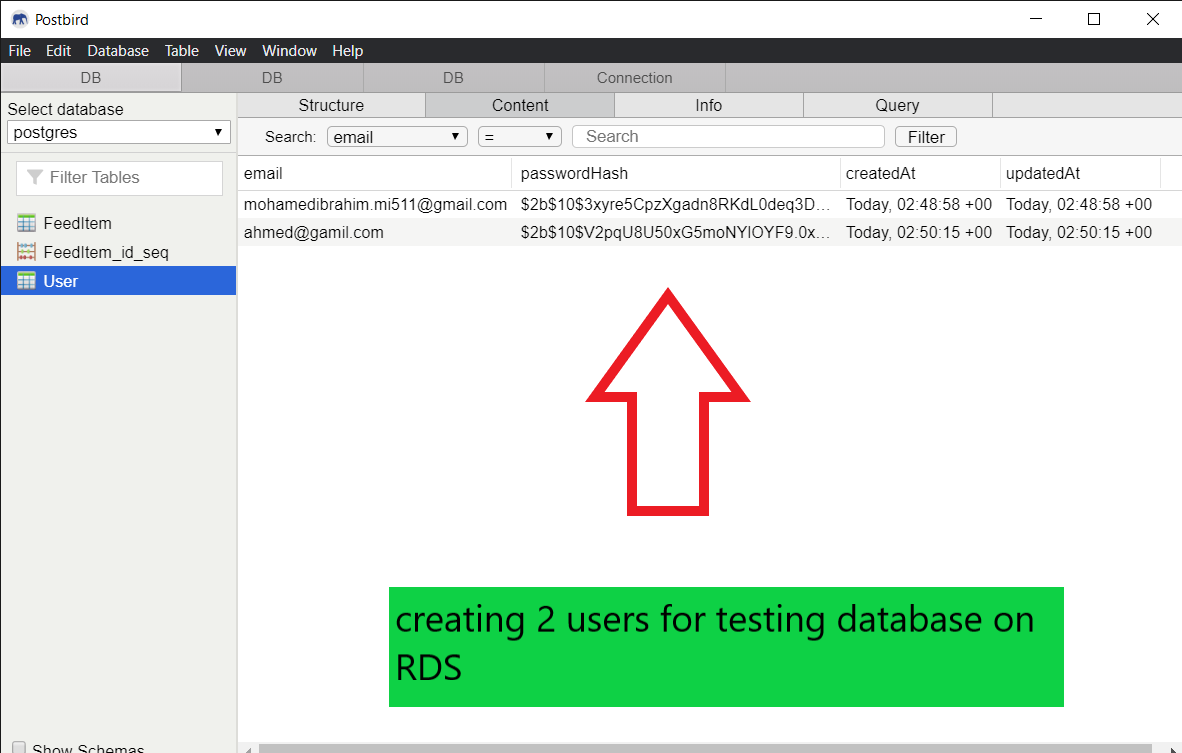 Postbird
File Edit Database Table View Window Help
DB DB DB Connection
Select database
postgres
Filter Tables
FeedItem
FeedItem_id_seq
User
Show Schemas
Structure Content Info Query
Search: email = Search Filter
email passwordHash createdAt updatedAt
mohamedibrahim.mi511@gmail.com $2b$10$3xyre5CpzXgadn8RKdL0deq3D... Today, 02:48:58 +00 Today, 02:48:58 +00
ahmed@gamil.com $2b$10$V2pqU8U50xG5moNYlOYF9.0x... Today, 02:50:15 +00 Today, 02:50:15 +00
creating 2 users for testing database on
RDS